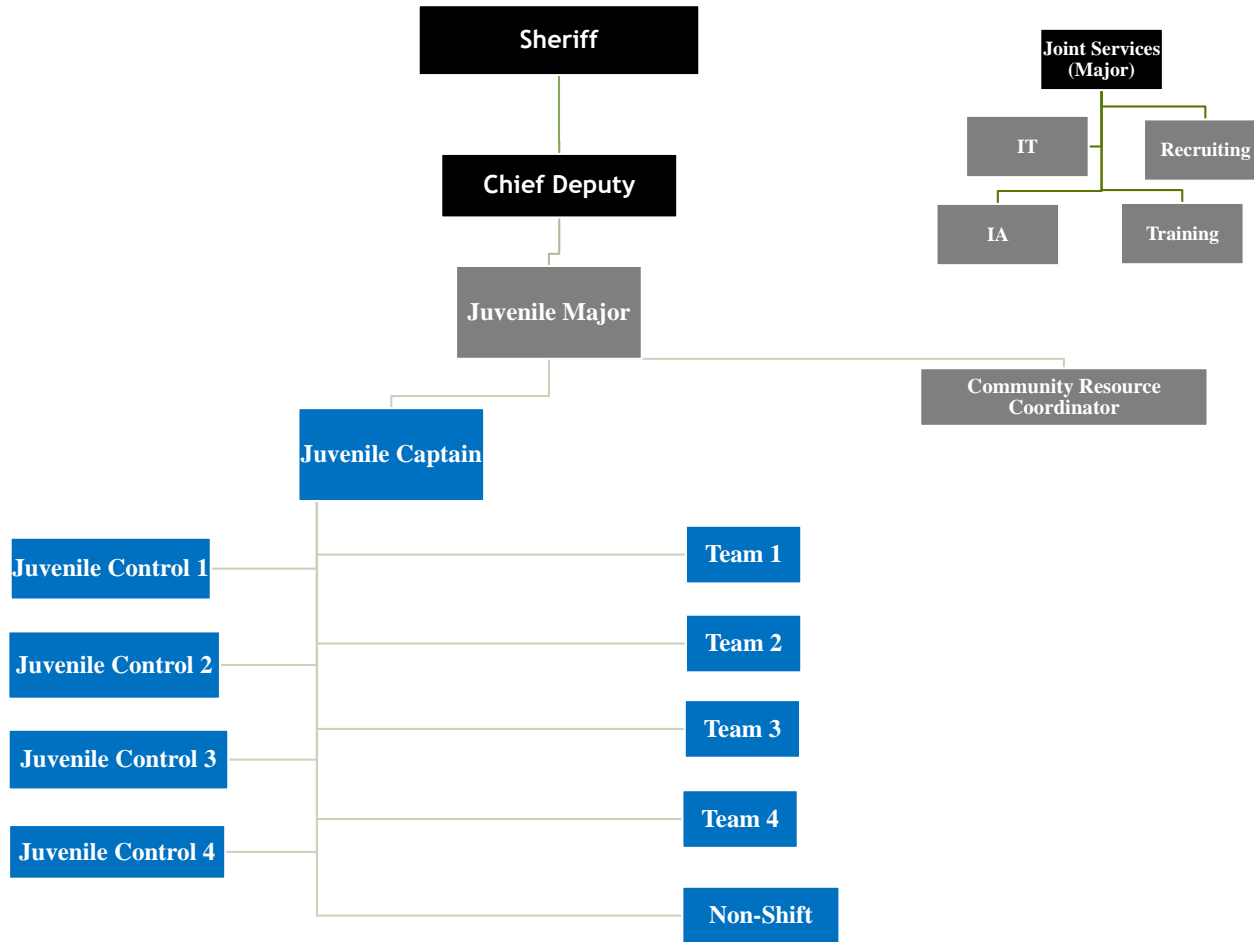 Sheriff
Joint Services
(Major)
IT
Recruiting
Chief Deputy
IA
Training
Juvenile Major
Community Resource
Coordinator
Juvenile Captain
Juvenile Control 1
Team 1
Juvenile Control 2
Team 2
Juvenile Control 3
Team 3
Juvenile Control 4
Team 4
Non-Shift